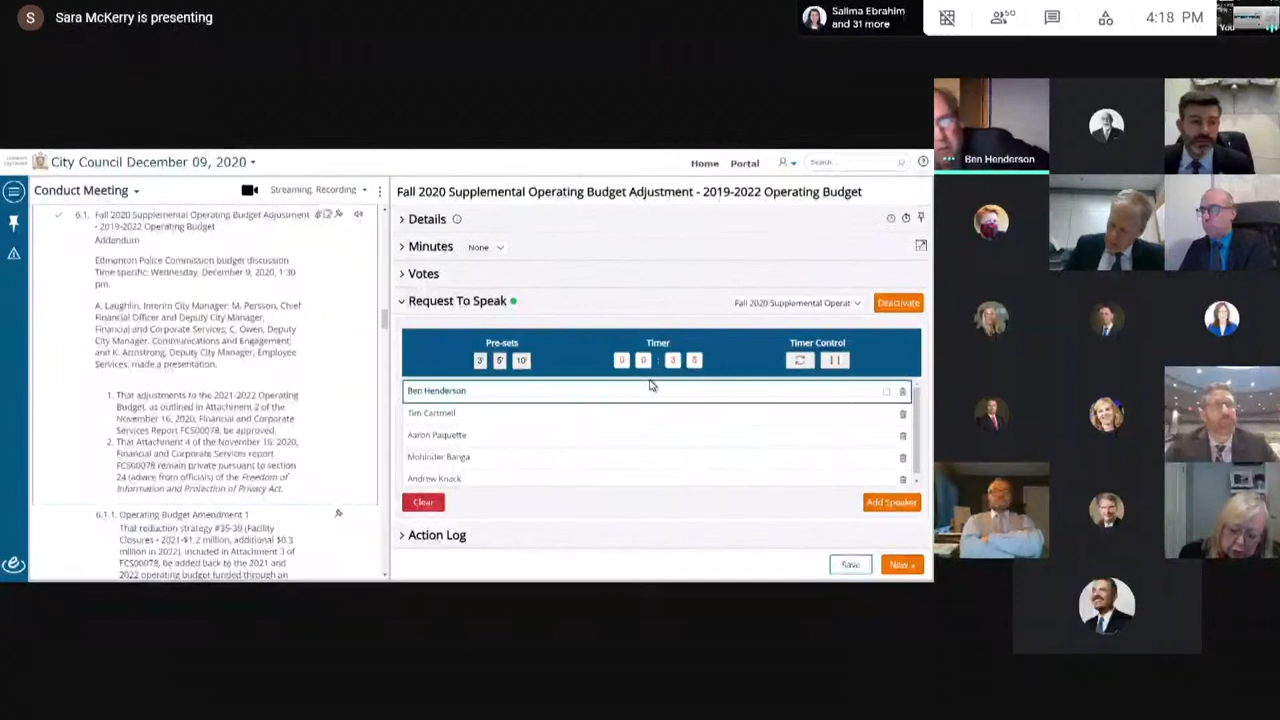 S Sara McKerry is presenting
Salima Ebrahim
and 31 more
50
4:18 PM
You
City Council December 09, 2020
Home Portal
Search...
Conduct Meeting
Streaming, Recording
6.1. Fall 2020 Supplemental Operating Budget Adjustment
- 2019-2022 Operating Budget
Addendum
Edmonton Police Commission budget discussion
Time specific: Wednesday, December 9, 2020, 1:30
pm.
A. Laughlin, Interim City Manager; M. Persson, Chief
Financial Officer and Deputy City Manager,
Financial and Corporate Services; C. Owen, Deputy
City Manager, Communications and Engagement;
and K. Armstrong, Deputy City Manager, Employee
Services, made a presentation.
1. That adjustments to the 2021-2022 Operating
Budget, as outlined in Attachment 2 of the
November 16, 2020, Financial and Corporate
Services Report FCS00078, be approved.
2. That Attachment 4 of the November 16, 2020,
Financial and Corporate Services report
FCS00078 remain private pursuant to section
24 (advice from officials) of the Freedom of
Information and Protection of Privacy Act.
6.1.1. Operating Budget Amendment 1
That reduction strategy #35-39 (Facility
Closures - 2021-$1.2 million, additional $0.3
million in 2022), included in Attachment 3 of
FCS00078, be added back to the 2021 and
2022 operating budget funded through an
Fall 2020 Supplemental Operating Budget Adjustment - 2019-2022 Operating Budget
Details
Minutes None
Votes
Request To Speak
Fall 2020 Supplemental Operat
Deactivate
Pre-sets Timer Timer Control
3' 5' 10'
0 0 : 3
Ben Henderson
Tim Cartmell
Aaron Paquette
Mohinder Banga
Andrew Knack
Clear
Add Speaker
Action Log
Save
New
Ben Henderson